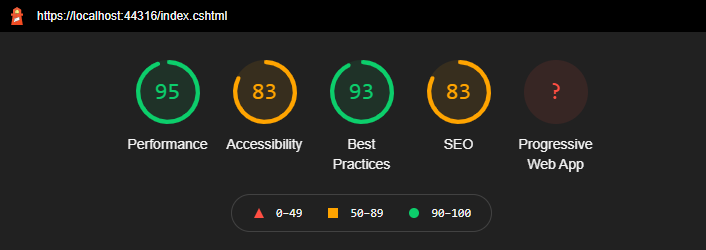 https://localhost:44316/index.cshtml
95 83 93 83 ?
Performance Accessibility Best SEO Progressive
Practices Web App
0–49 50–89 90–100